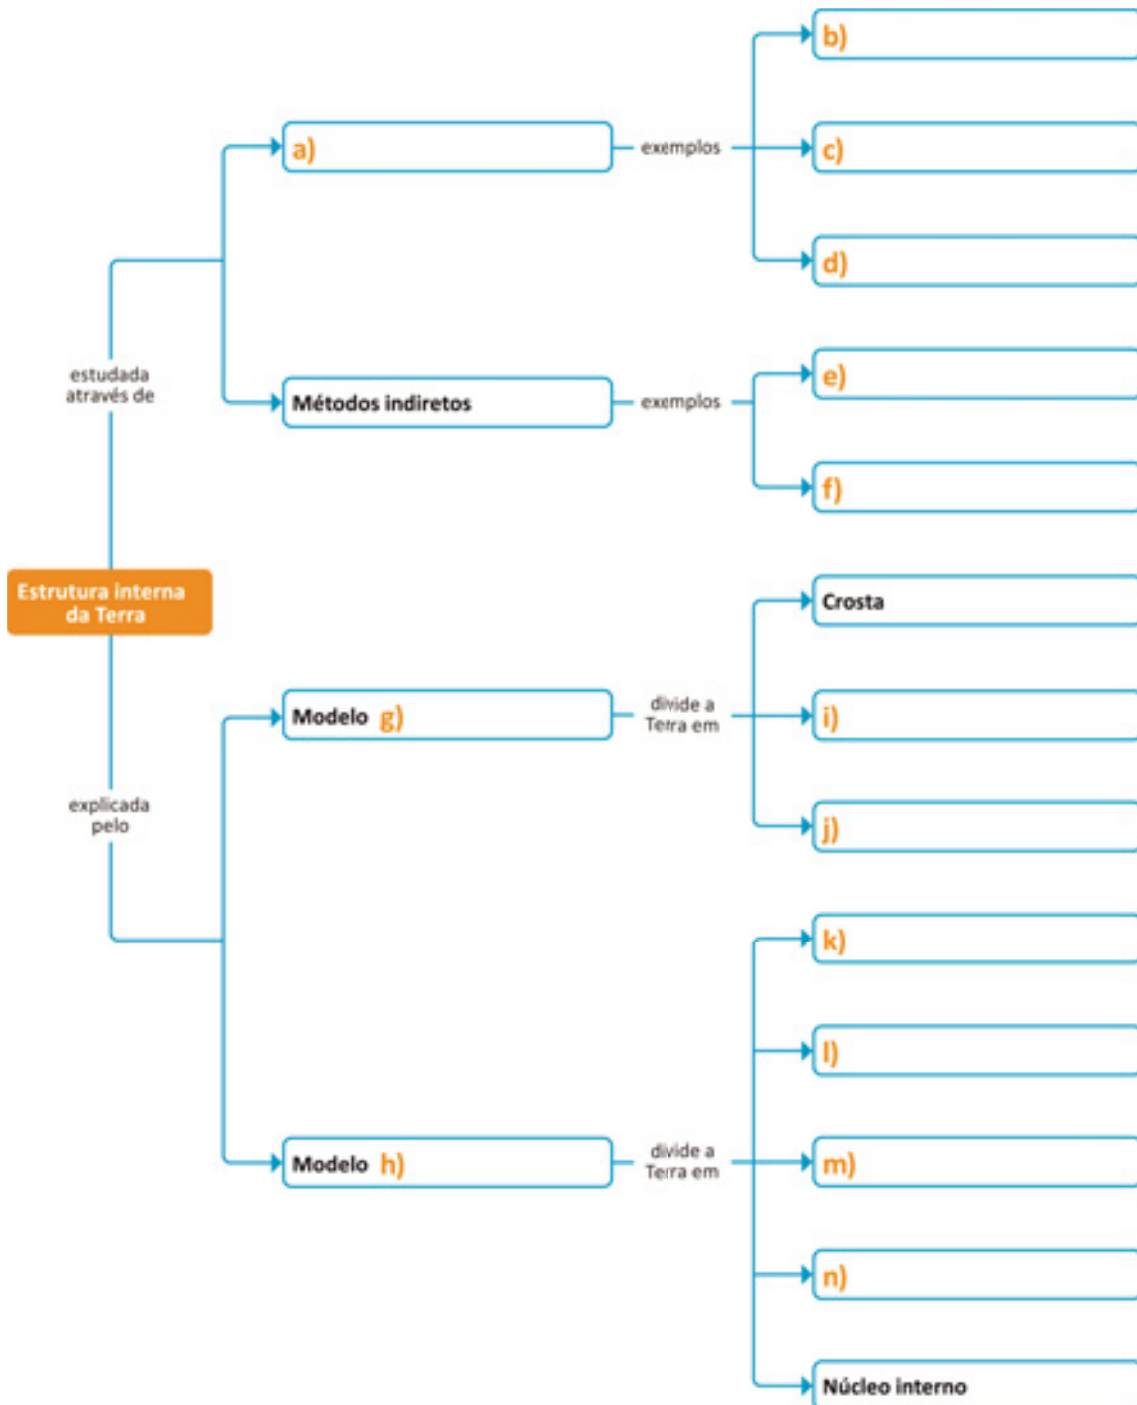 b)
a)
exemplos
c)
d)
estudada
através de
Métodos indiretos
exemplos
e)
f)
Estrutura interna
da Terra
Crosta
Modelo g)
divide a
Terra em
i)
explicada
pelo
j)
k)
l)
Modelo h)
divide a
Terra em
m)
n)
Núcleo interno